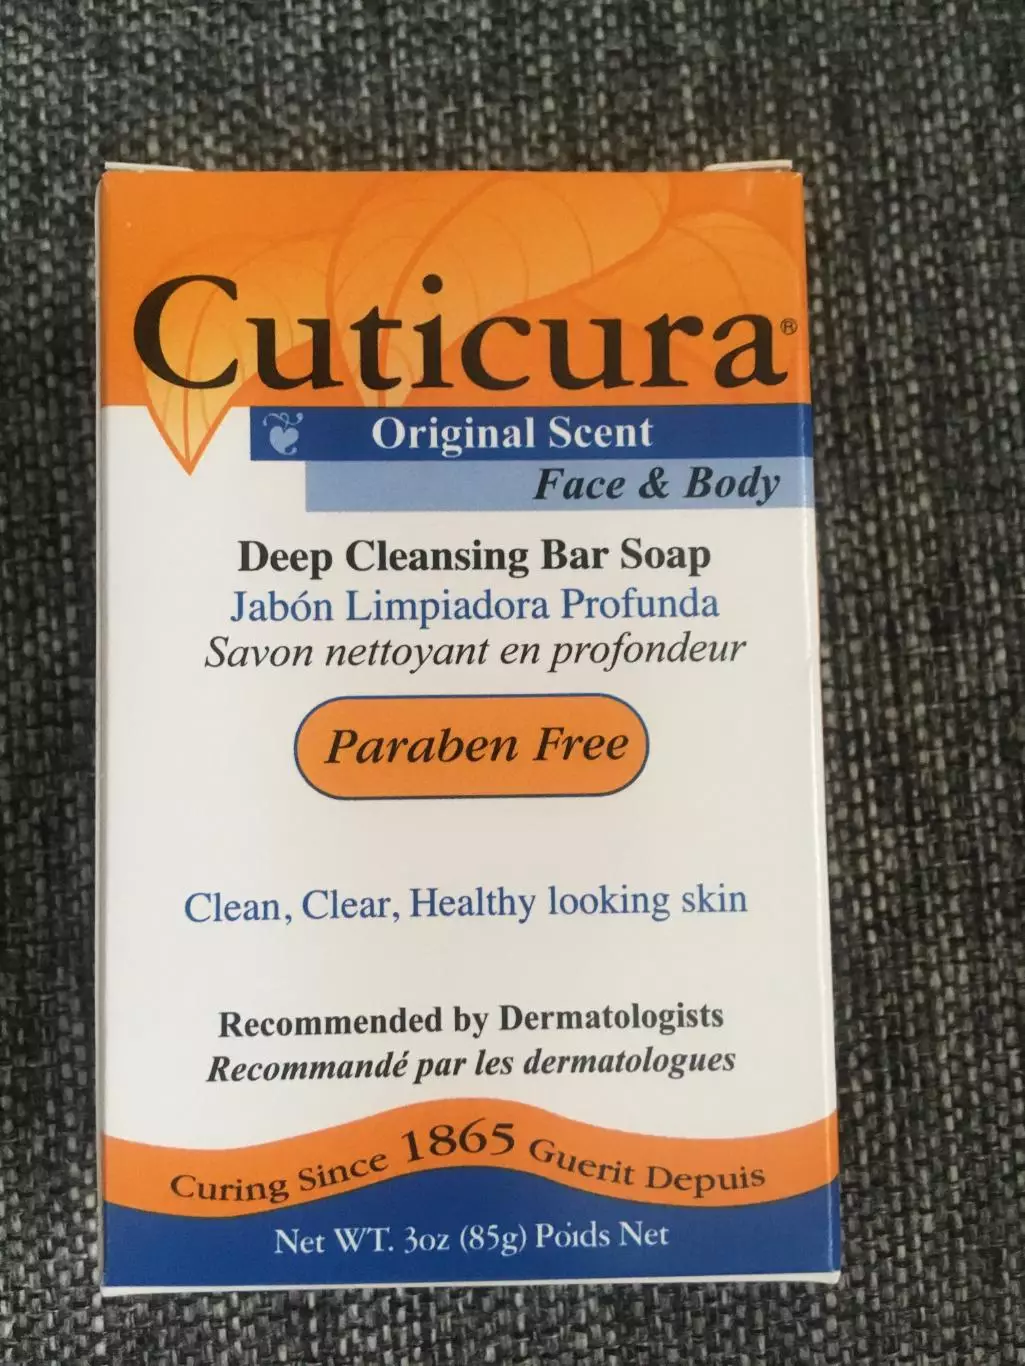 Cuticura®
Original Scent
Face & Body
Deep Cleansing Bar Soap
Jabón Limpiadora Profunda
Savon nettoyant en profondeur
Paraben Free
Clean, Clear, Healthy looking skin
Recommended by Dermatologists
Recommandé par les dermatologues
Curing Since 1865 Guerit Depuis
Net WT. 3oz (85g) Poids Net